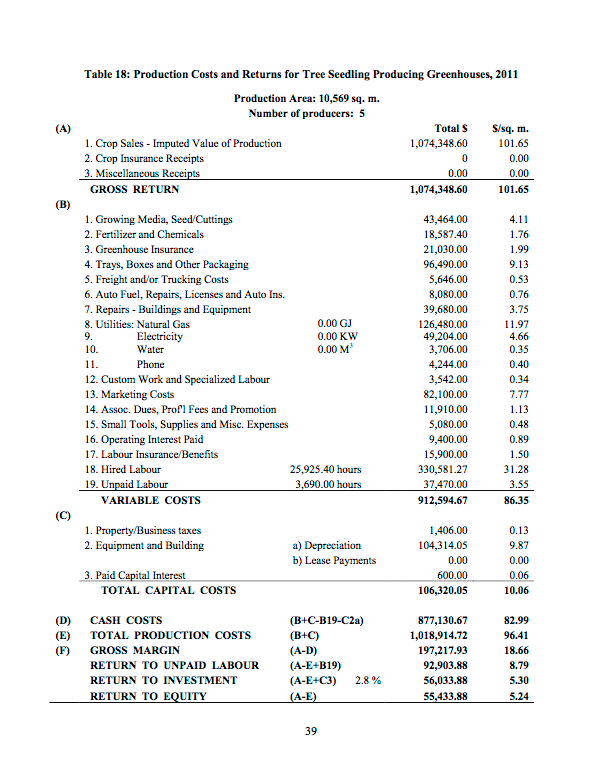 Table 18: Production Costs and Returns for Tree Seedling Producing Greenhouses, 2011
Production Area: 10,569 sq. m.
Number of producers: 5
(A) Total $ $/sq. m.
1. Crop Sales - Imputed Value of Production 1,074,348.60 101.65
2. Crop Insurance Receipts 0 0.00
3. Miscellaneous Receipts 0.00 0.00
GROSS RETURN 1,074,348.60 101.65
(B)
1. Growing Media, Seed/Cuttings 43,464.00 4.11
2. Fertilizer and Chemicals 18,587.40 1.76
3. Greenhouse Insurance 21,030.00 1.99
4. Trays, Boxes and Other Packaging 96,490.00 9.13
5. Freight and/or Trucking Costs 5,646.00 0.53
6. Auto Fuel, Repairs, Licenses and Auto Ins. 8,080.00 0.76
7. Repairs - Buildings and Equipment 39,680.00 3.75
8. Utilities: Natural Gas 0.00 GJ 126,480.00 11.97
9. Electricity 0.00 KW 49,204.00 4.66
10. Water 0.00 M³ 3,706.00 0.35
11. Phone 4,244.00 0.40
12. Custom Work and Specialized Labour 3,542.00 0.34
13. Marketing Costs 82,100.00 7.77
14. Assoc. Dues, Prof'l Fees and Promotion 11,910.00 1.13
15. Small Tools, Supplies and Misc. Expenses 5,080.00 0.48
16. Operating Interest Paid 9,400.00 0.89
17. Labour Insurance/Benefits 15,900.00 1.50
18. Hired Labour 25,925.40 hours 330,581.27 31.28
19. Unpaid Labour 3,690.00 hours 37,470.00 3.55
VARIABLE COSTS 912,594.67 86.35
(C)
1. Property/Business taxes 1,406.00 0.13
2. Equipment and Building a) Depreciation 104,314.05 9.87
b) Lease Payments 0.00 0.00
3. Paid Capital Interest 600.00 0.06
TOTAL CAPITAL COSTS 106,320.05 10.06
(D) CASH COSTS (B+C-B19-C2a) 877,130.67 82.99
(E) TOTAL PRODUCTION COSTS (B+C) 1,018,914.72 96.41
(F) GROSS MARGIN (A-D) 197,217.93 18.66
RETURN TO UNPAID LABOUR (A-E+B19) 92,903.88 8.79
RETURN TO INVESTMENT (A-E+C3) 2.8 % 56,033.88 5.30
RETURN TO EQUITY (A-E) 55,433.88 5.24
39